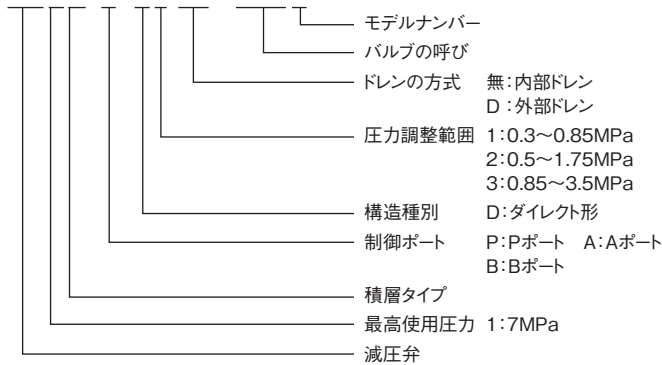 モデルナンバー
バルブの呼び
ドレンの方式 無:内部ドレン
D:外部ドレン
圧力調整範囲 1:0.3~0.85MPa
2:0.5~1.75MPa
3:0.85~3.5MPa
構造種別 D:ダイレクト形
制御ポート P:Pポート A:Aポート
B:Bポート
積層タイプ
最高使用圧力 1:7MPa
減圧弁